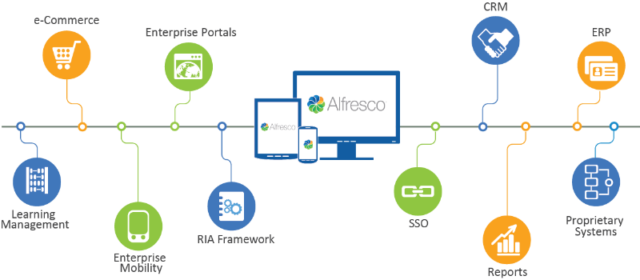 e-Commerce
Enterprise Portals
CRM
ERP
Alfresco
Alfresco
Learning
Management
Enterprise
Mobility
RIA Framework
SSO
Reports
Proprietary
Systems